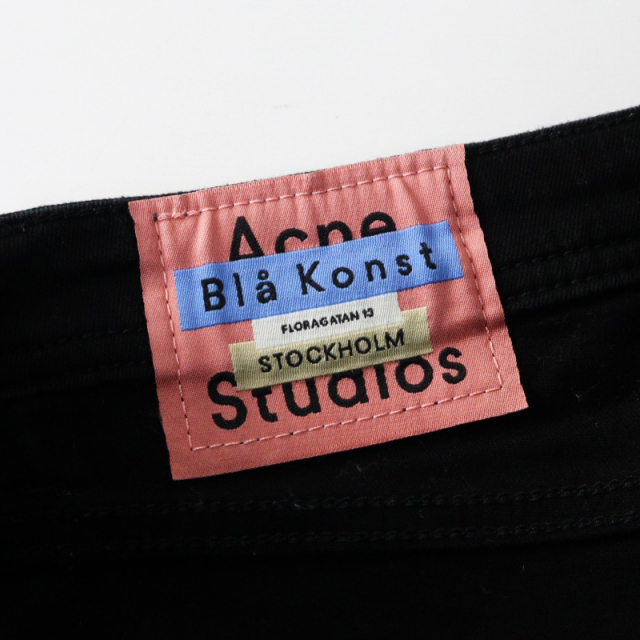 Acne
Blå Konst
FLORAGATAN 13
STOCKHOLM
Studios